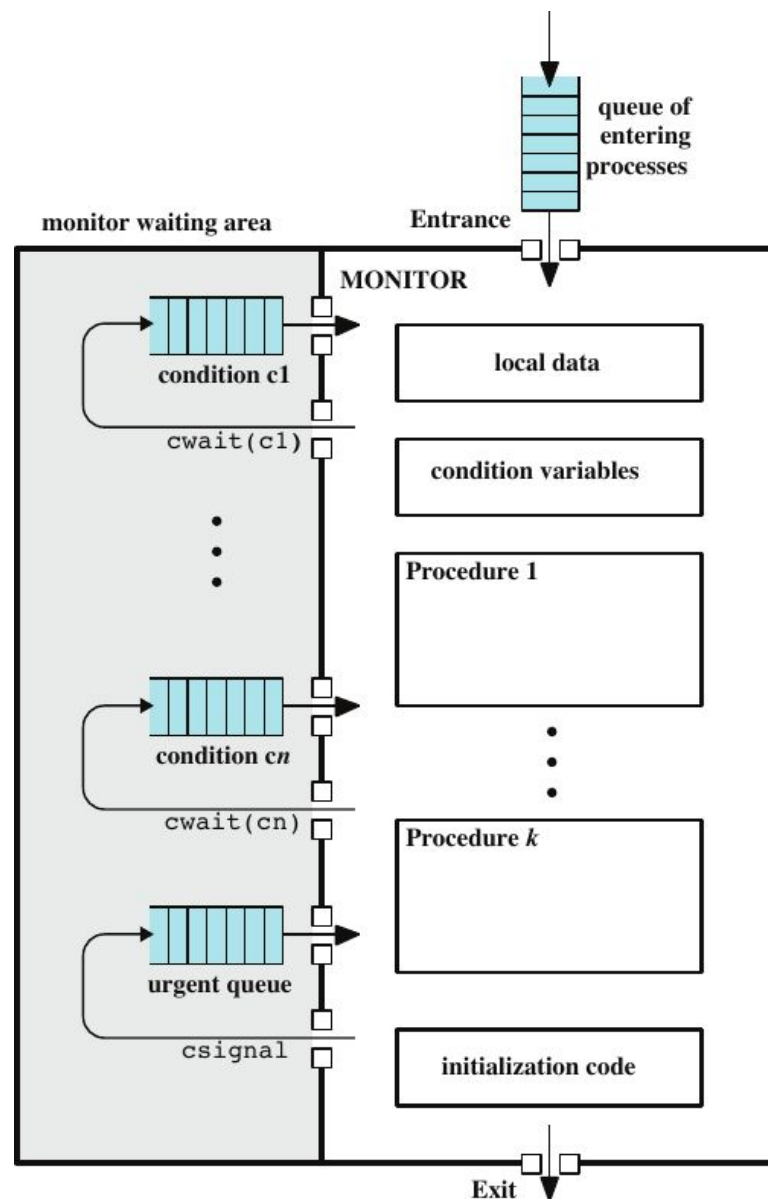 queue of
entering
processes
monitor waiting area
Entrance
MONITOR
condition c1
cwait(c1)
local data
condition variables
Procedure 1
condition cn
cwait(cn)
Procedure k
urgent queue
csignal
initialization code
Exit